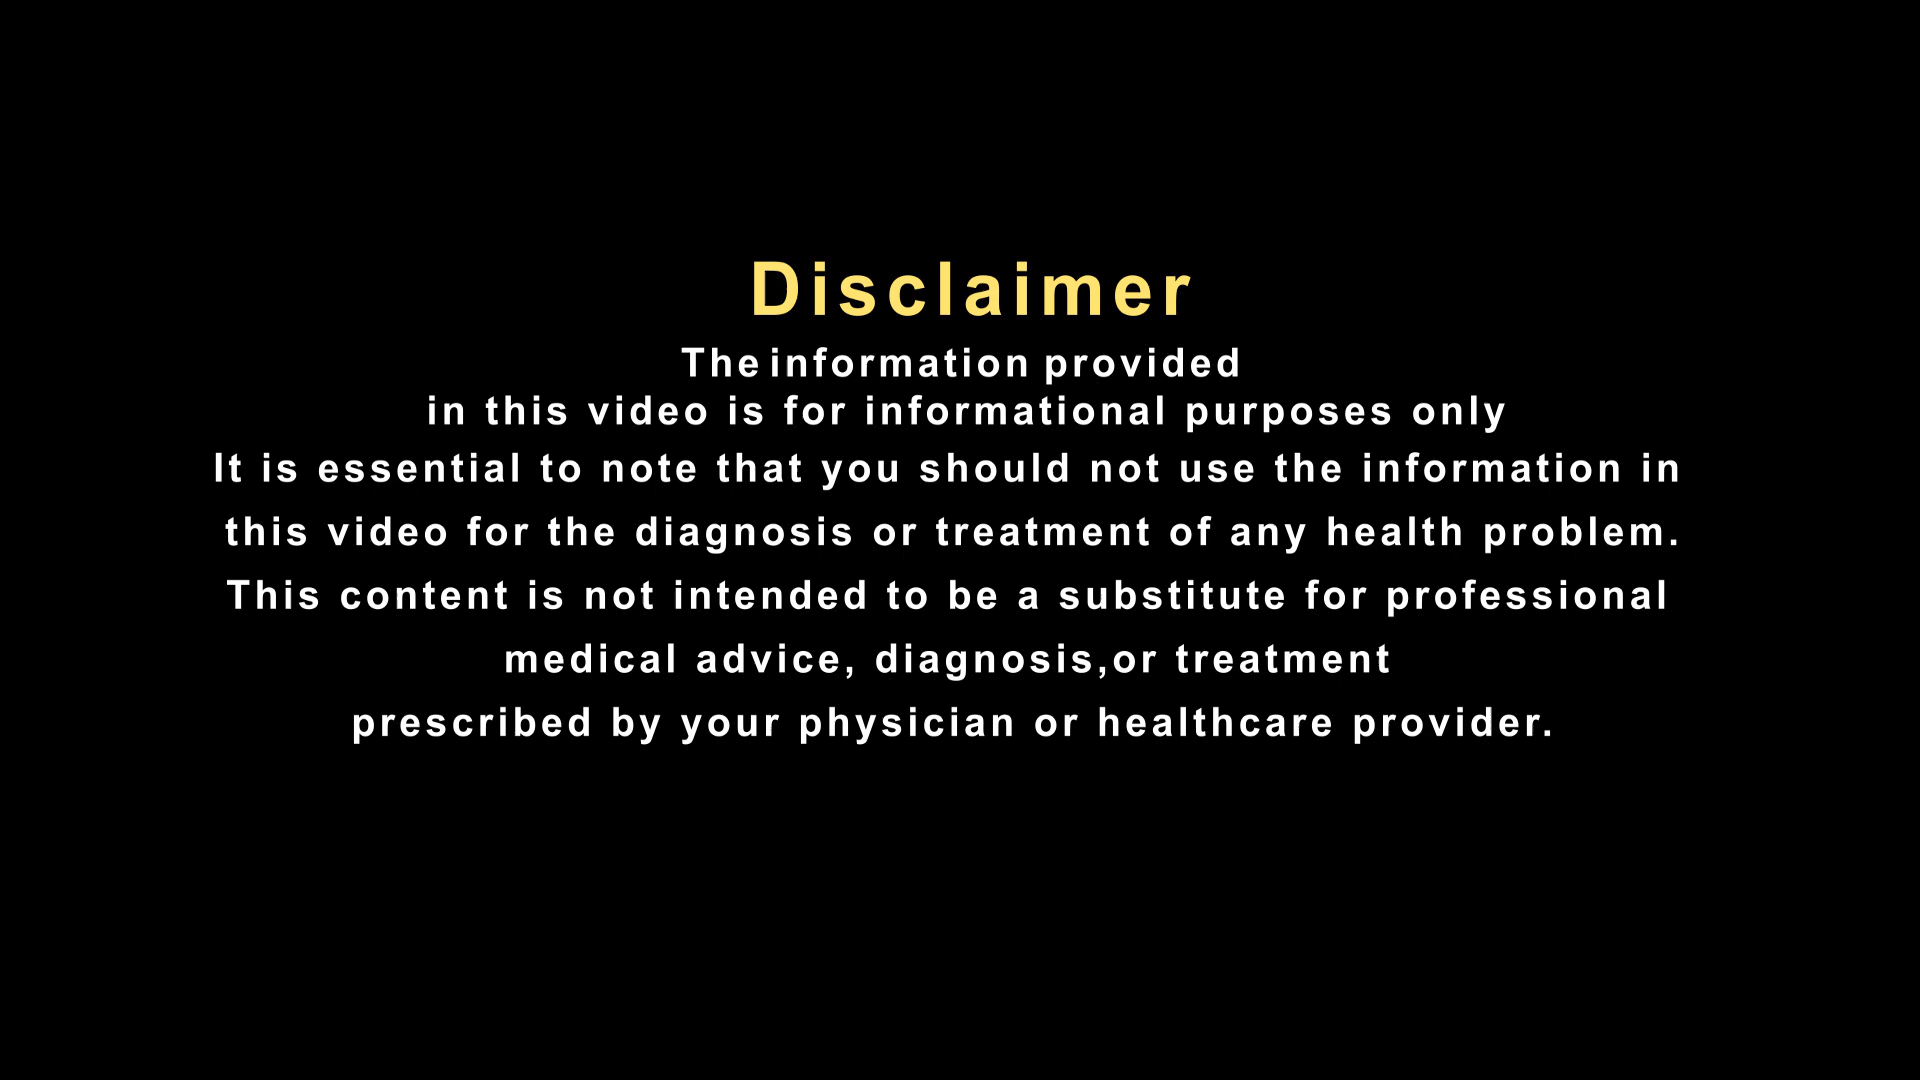 Disclaimer
The information provided
in this video is for informational purposes only
It is essential to note that you should not use the information in
this video for the diagnosis or treatment of any health problem.
This content is not intended to be a substitute for professional
medical advice, diagnosis,or treatment
prescribed by your physician or healthcare provider.